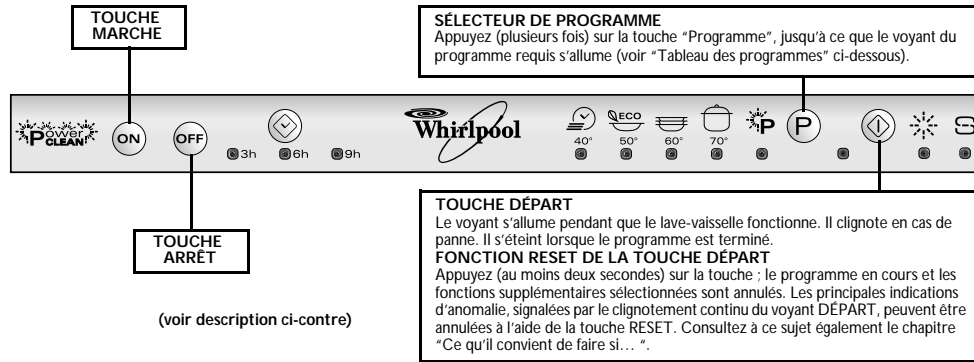 TOUCHE
MARCHE
SÉLECTEUR DE PROGRAMME
Appuyez (plusieurs fois) sur la touche “Programme”, jusqu’à ce que le voyant du
programme requis s’allume (voir “Tableau des programmes” ci-dessous).
Power
CLEAN
ON
OFF
3h
6h
9h
Whirlpool
40°
ECO
50°
60°
70°
P
P
S
TOUCHE
ARRÊT
(voir description ci-contre)
TOUCHE DÉPART
Le voyant s’allume pendant que le lave-vaisselle fonctionne. Il clignote en cas de
panne. Il s’éteint lorsque le programme est terminé.
FONCTION RESET DE LA TOUCHE DÉPART
Appuyez (au moins deux secondes) sur la touche ; le programme en cours et les
fonctions supplémentaires sélectionnées sont annulés. Les principales indications
d’anomalie, signalées par le clignotement continu du voyant DÉPART, peuvent être
annulées à l’aide de la touche RESET. Consultez à ce sujet également le chapitre
“Ce qu’il convient de faire si… “.